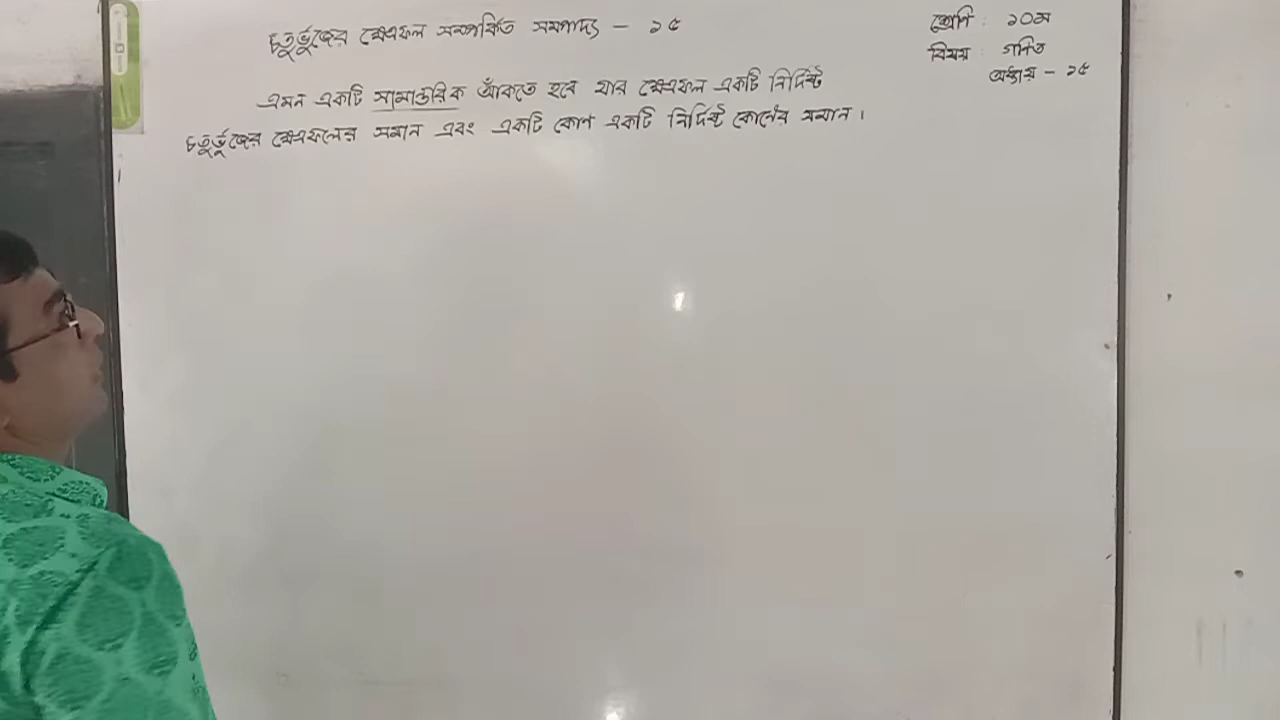 চতুর্ভুজের ক্ষেত্রফল সম্পর্কিত সম্পাদ্য - ১৫
শ্রেণি : ১০ম
বিষয় : গণিত
অধ্যায় - ১৫
এমন একটি সামান্তরিক আঁকতে হবে যার ক্ষেত্রফল একটি নির্দিষ্ট
চতুর্ভুজের ক্ষেত্রফলের সমান এবং একটি কোণ একটি নির্দিষ্ট কোণের সমান।